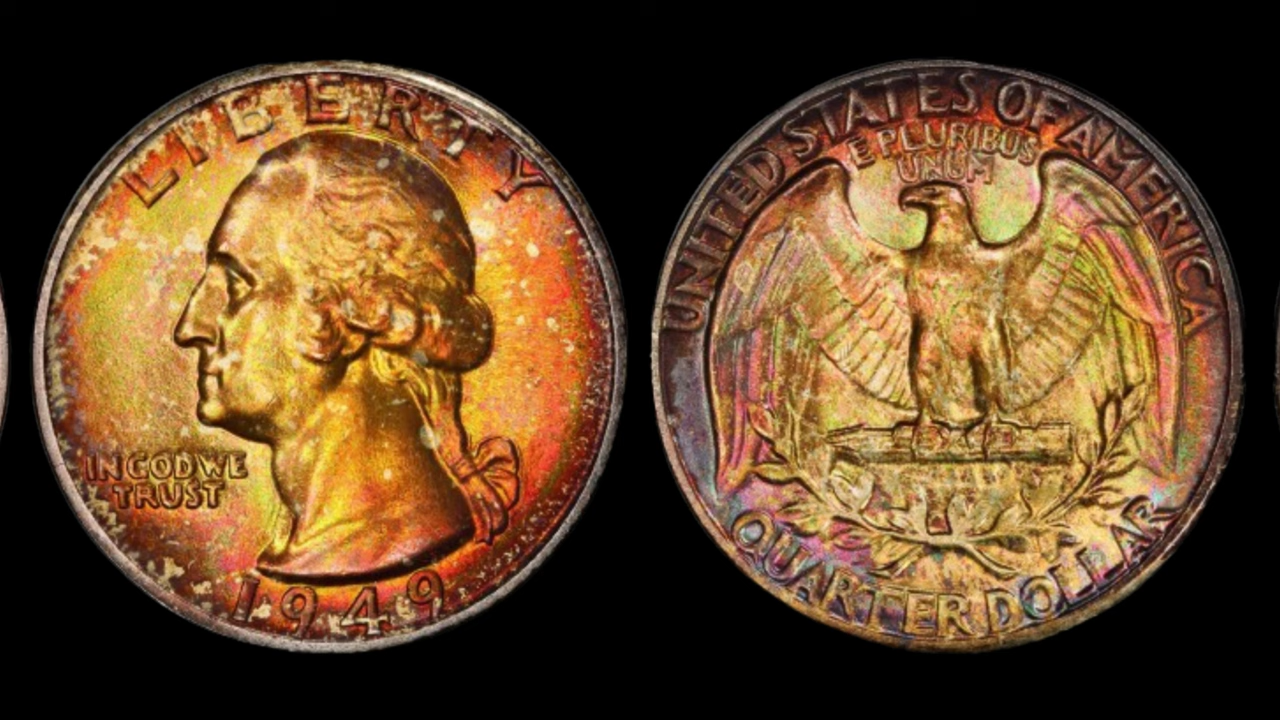 LIBERTY
IN GOD WE
TRUST
1949
UNITED STATES OF AMERICA
E PLURIBUS
UNUM
QUARTER DOLLAR